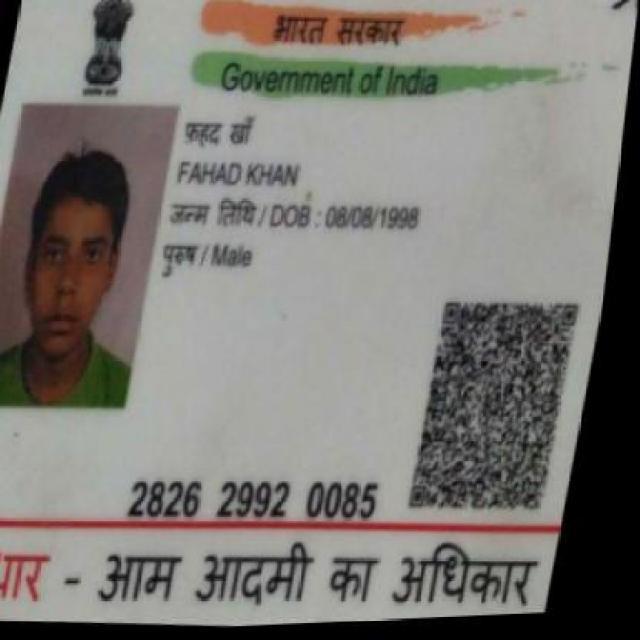 भारत सरकार
Government of India
फ़हद खाँ
FAHAD KHAN
जन्म तिथि / DOB : 08/08/1998
पुरुष / Male
2826 2992 0085
- आम आदमी का अधिकार